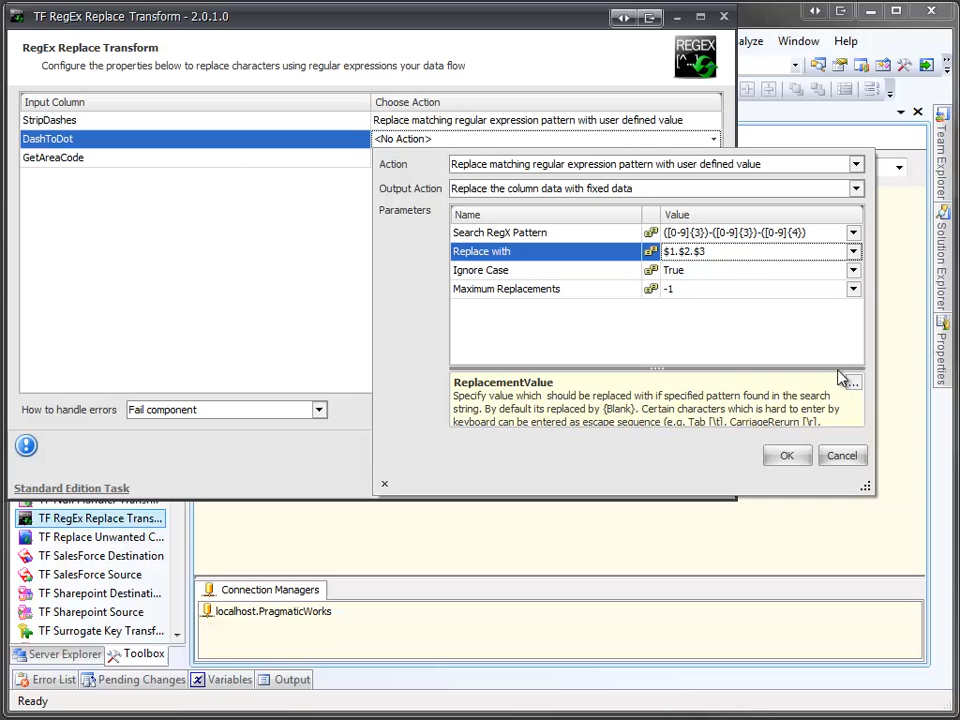 TF RegEx Replace Transform - 2.0.1.0
RegEx Replace Transform
Configure the properties below to replace characters using regular expressions your data flow
REGEX
Input Column
Choose Action
StripDashes
Replace matching regular expression pattern with user defined value
DashToDot
<No Action>
GetAreaCode
Action
Replace matching regular expression pattern with user defined value
Output Action
Replace the column data with fixed data
Parameters
Name
Value
Search RegX Pattern
([0-9]{3})-([0-9]{3})-([0-9]{4})
Replace with
$1.$2.$3
Ignore Case
True
Maximum Replacements
-1
ReplacementValue
Specify value which should be replaced with if specified pattern found in the search
string. By default its replaced by {Blank}. Certain characters which is hard to enter by
keyboard can be entered as escape sequence (e.g. Tab [\t], CarriageRerurn [\r],
...
OK
Cancel
How to handle errors
Fail component
Standard Edition Task
alyze
Window
Help
Team Explorer
Solution Explorer
Properties
TF RegEx Replace Trans...
TF Replace Unwanted C...
TF SalesForce Destination
TF SalesForce Source
TF Sharepoint Destinati...
TF Sharepoint Source
TF Surrogate Key Transf...
Connection Managers
localhost.PragmaticWorks
Server Explorer
Toolbox
Error List
Pending Changes
Variables
Output
Ready